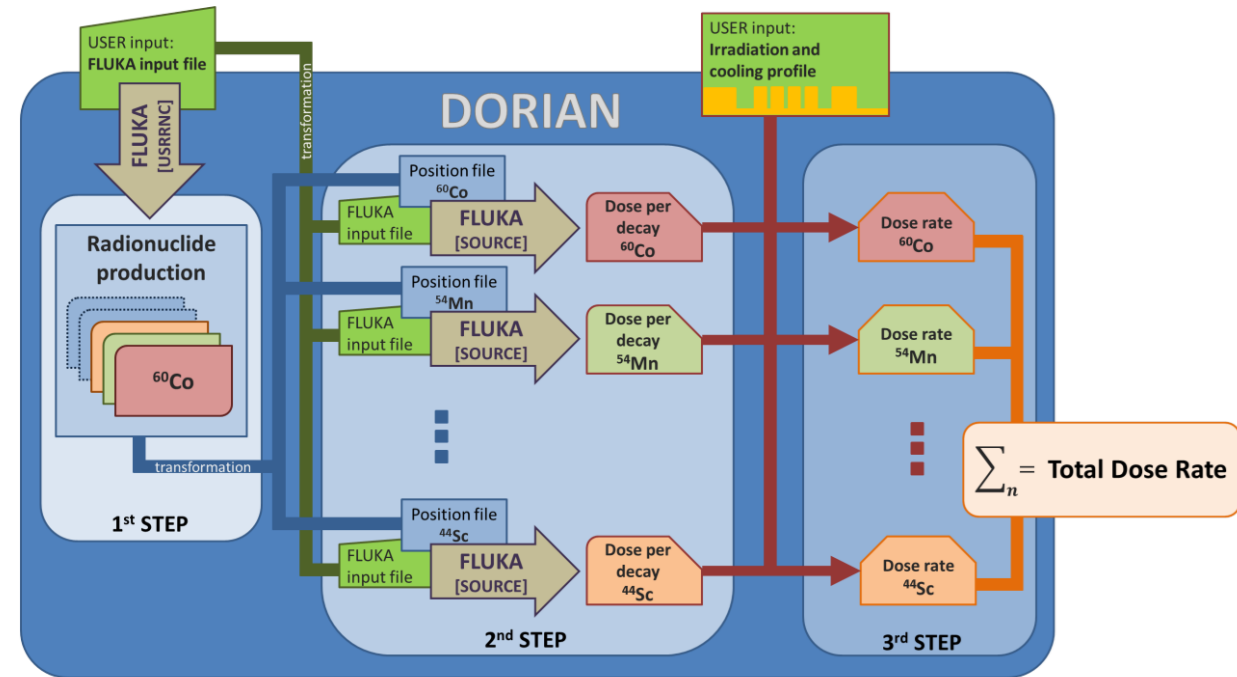 USER input:
FLUKA input file
USER input:
Irradiation and
cooling profile
DORIAN
FLUKA
[USRRNC]
transformation
Radionuclide
production
⁶⁰Co
transformation
1ˢᵗ STEP
Position file
⁶⁰Co
FLUKA
input file
FLUKA
[SOURCE]
Dose per
decay
⁶⁰Co
Position file
⁵⁴Mn
FLUKA
input file
FLUKA
[SOURCE]
Dose per
decay
⁵⁴Mn
Position file
⁴⁴Sc
FLUKA
input file
FLUKA
[SOURCE]
Dose per
decay
⁴⁴Sc
2ⁿᵈ STEP
Dose rate
⁶⁰Co
Dose rate
⁵⁴Mn
Dose rate
⁴⁴Sc
3ʳᵈ STEP
∑ₙ = Total Dose Rate